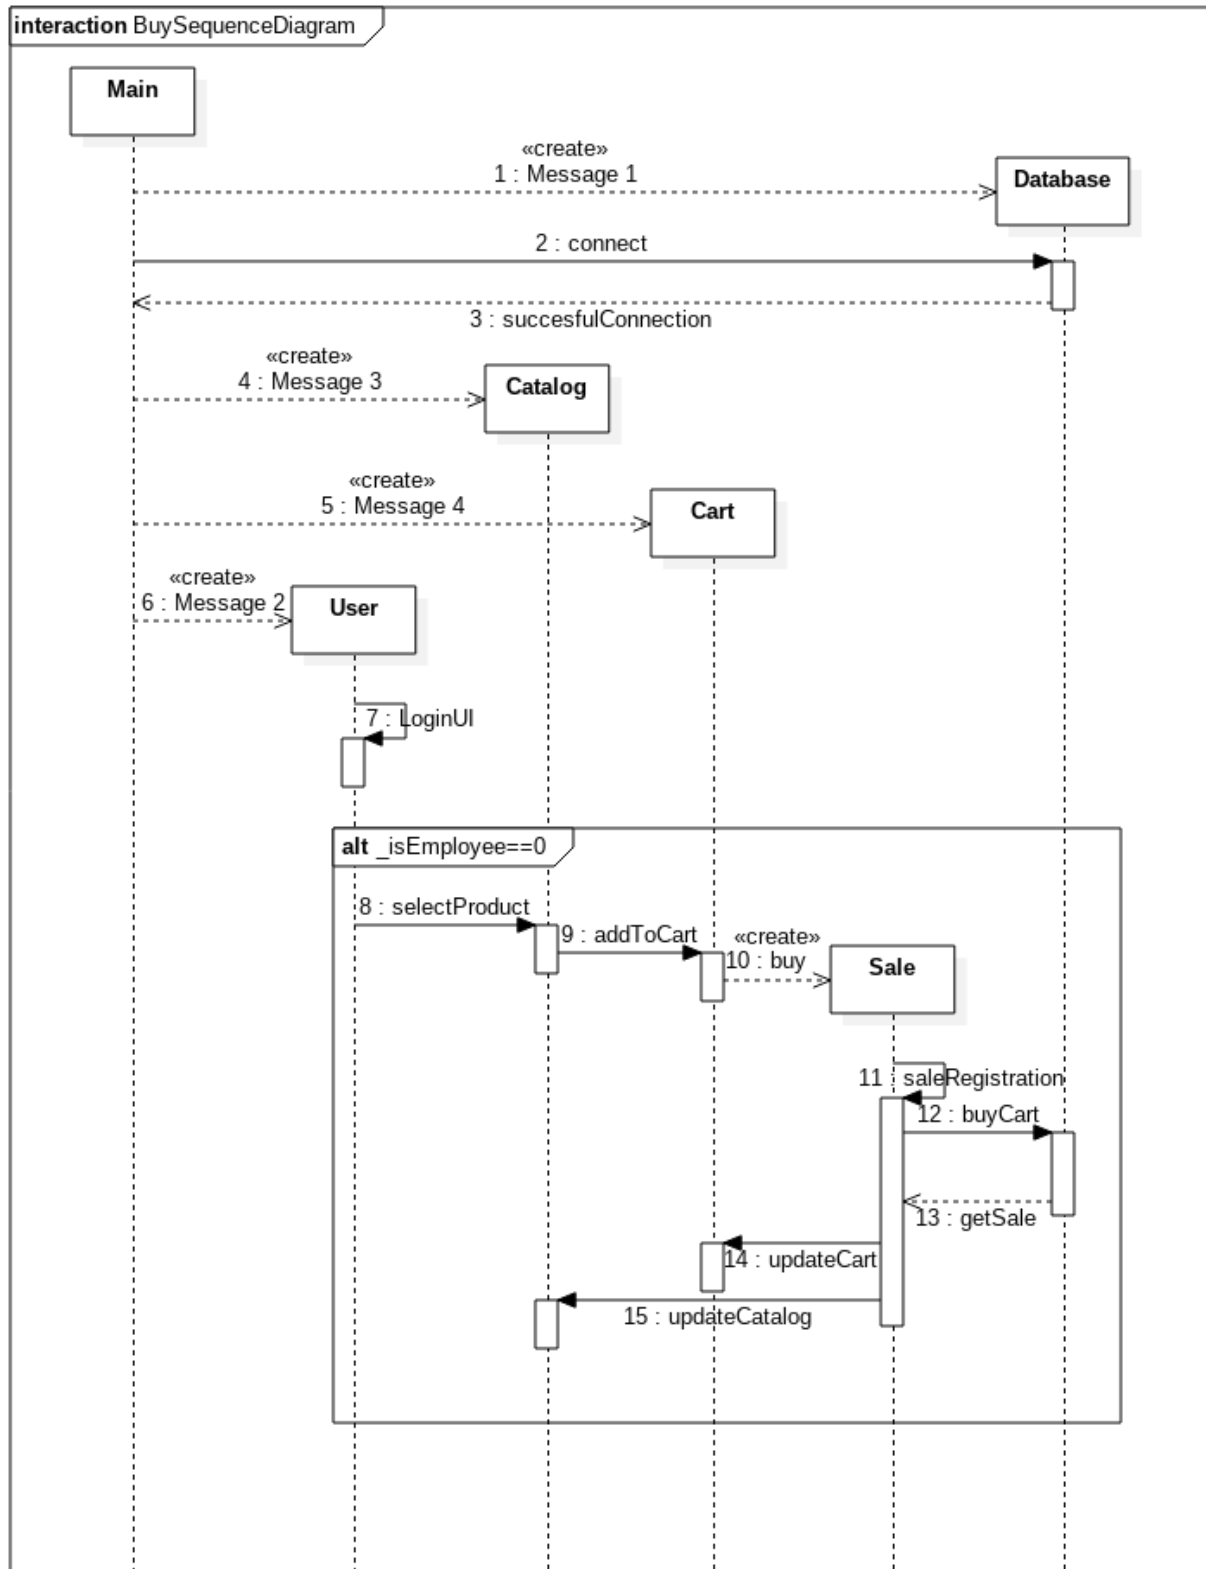 interaction BuySequenceDiagram
Main
«create»
1 : Message 1
Database
2 : connect
3 : succesfulConnection
«create»
4 : Message 3
Catalog
«create»
5 : Message 4
Cart
«create»
6 : Message 2
User
7 : LoginUI
alt _isEmployee==0
8 : selectProduct
9 : addToCart
«create»
10 : buy
Sale
11 : saleRegistration
12 : buyCart
13 : getSale
14 : updateCart
15 : updateCatalog